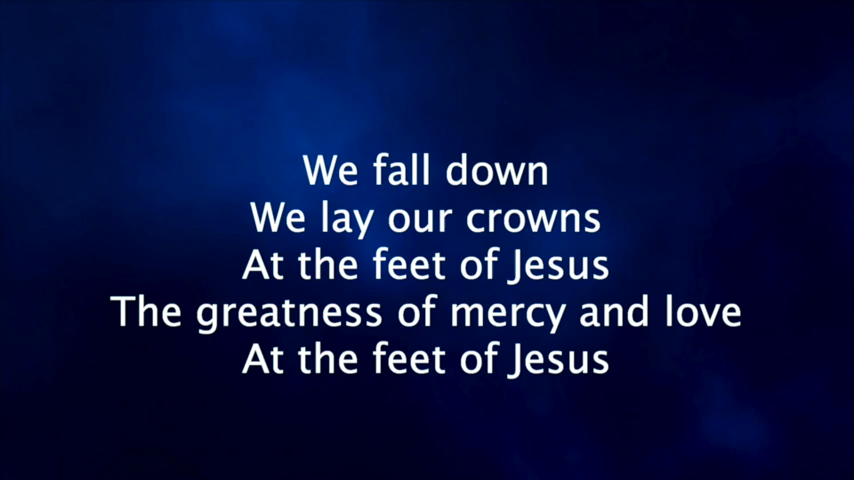 We fall down
We lay our crowns
At the feet of Jesus
The greatness of mercy and love
At the feet of Jesus